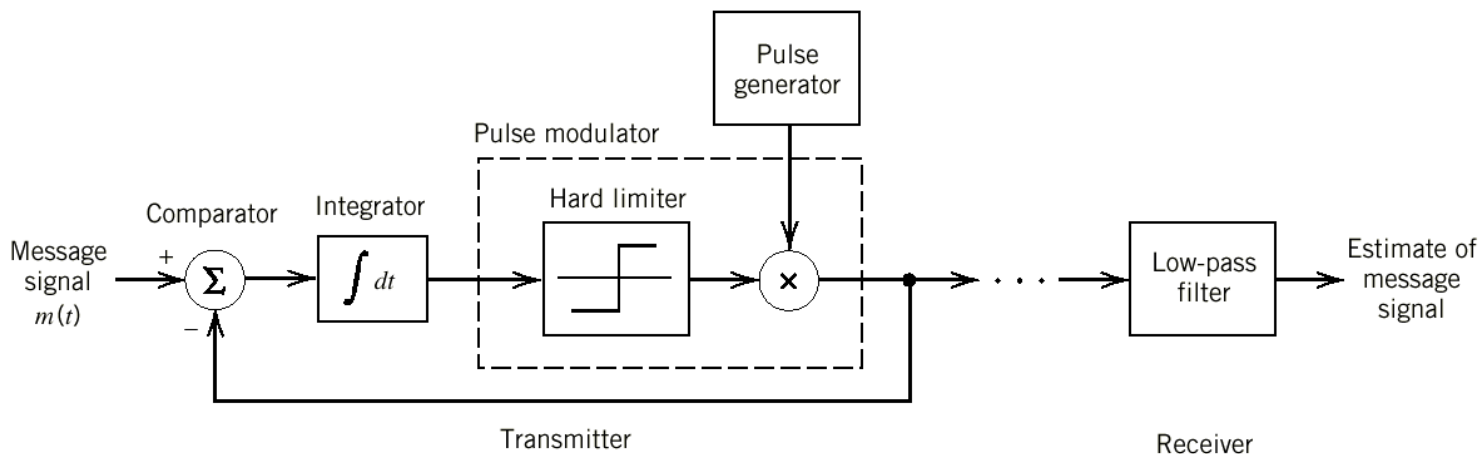 Pulse
generator
Pulse modulator
Hard limiter
Comparator
Integrator
Message
signal
m(t)
+
Σ
−
∫ dt
×
. . .
Low-pass
filter
Estimate of
message
signal
Transmitter
Receiver